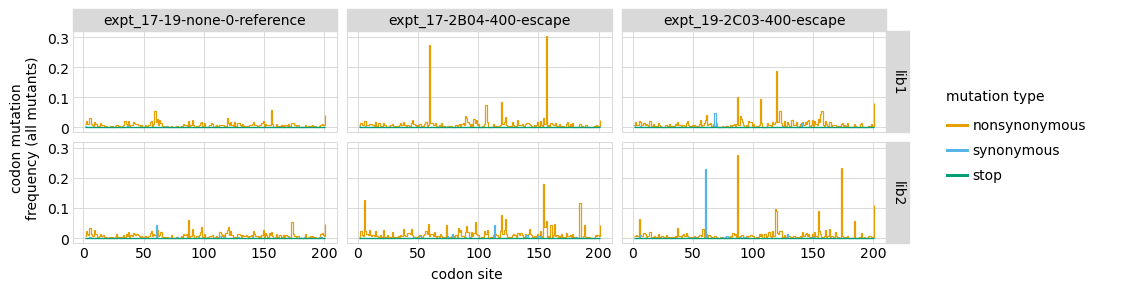 expt_17-19-none-0-reference expt_17-2B04-400-escape expt_19-2C03-400-escape
codon mutation
frequency (all mutants)
0.3
0.2
0.1
0
lib1
0.3
0.2
0.1
0
lib2
0 50 100 150 200 0 50 100 150 200 0 50 100 150 200
codon site
mutation type
nonsynonymous
synonymous
stop